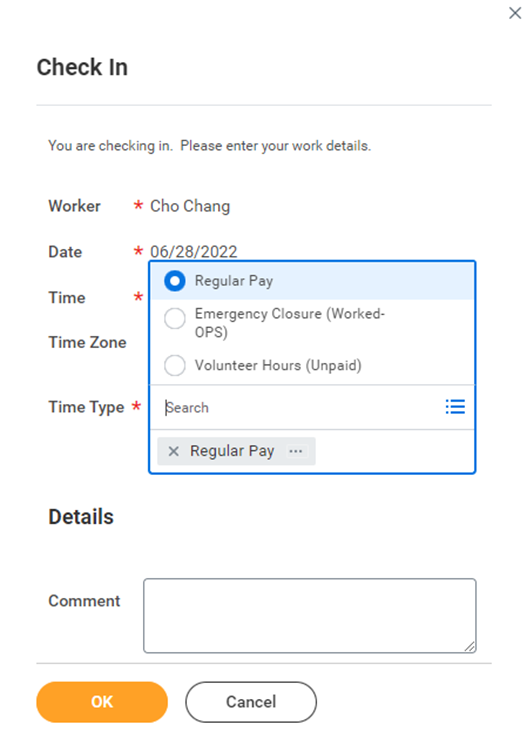 Check In
You are checking in.  Please enter your work details.
Worker * Cho Chang
Date * 06/28/2022
Regular Pay
Time *
Emergency Closure (Worked-
OPS)
Time Zone
Volunteer Hours (Unpaid)
Time Type * Search
× Regular Pay ...
Details
Comment
OK Cancel